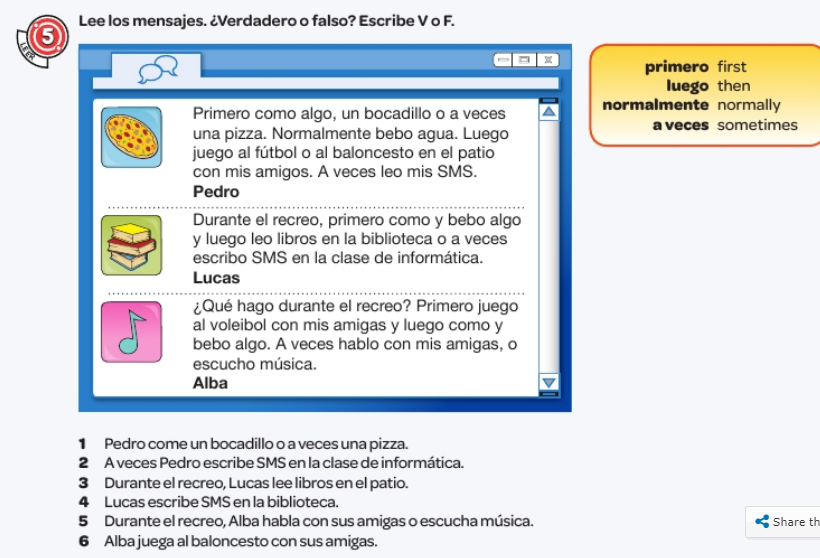 5
LEER
Lee los mensajes. ¿Verdadero o falso? Escribe V o F.
primero first
luego then
normalmente normally
a veces sometimes
Primero como algo, un bocadillo o a veces
una pizza. Normalmente bebo agua. Luego
juego al fútbol o al baloncesto en el patio
con mis amigos. A veces leo mis SMS.
Pedro
Durante el recreo, primero como y bebo algo
y luego leo libros en la biblioteca o a veces
escribo SMS en la clase de informática.
Lucas
¿Qué hago durante el recreo? Primero juego
al voleibol con mis amigas y luego como y
bebo algo. A veces hablo con mis amigas, o
escucho música.
Alba
1 Pedro come un bocadillo o a veces una pizza.
2 A veces Pedro escribe SMS en la clase de informática.
3 Durante el recreo, Lucas lee libros en el patio.
4 Lucas escribe SMS en la biblioteca.
5 Durante el recreo, Alba habla con sus amigas o escucha música.
6 Alba juega al baloncesto con sus amigas.
Share th